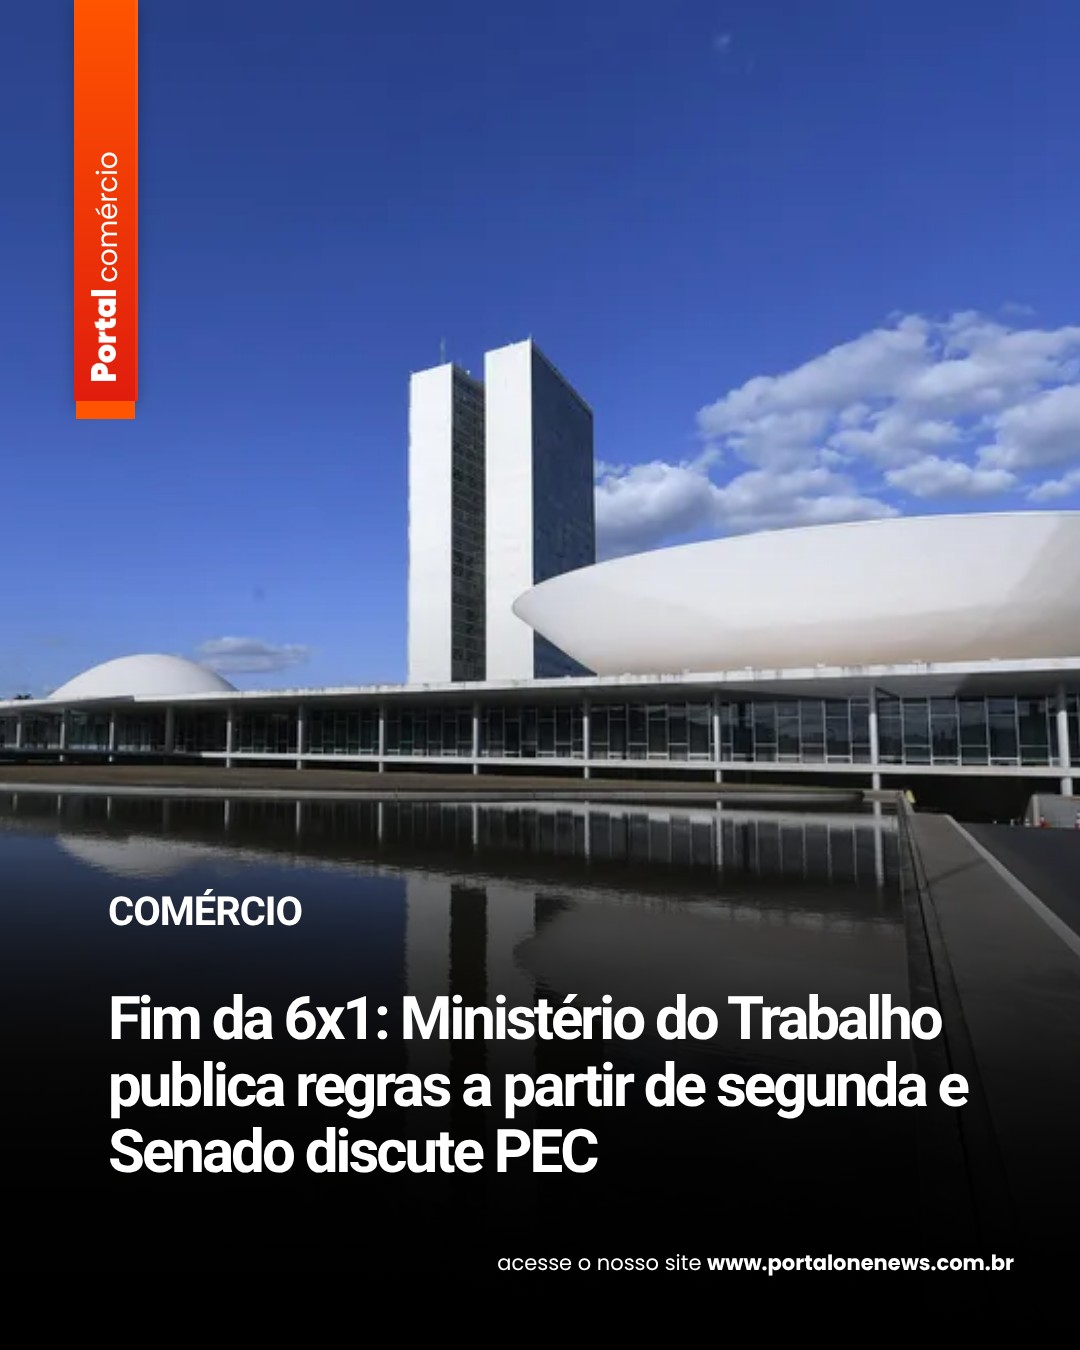 Portal comércio
COMÉRCIO
Fim da 6x1: Ministério do Trabalho
publica regras a partir de segunda e
Senado discute PEC
acesse o nosso site www.portalonenews.com.br